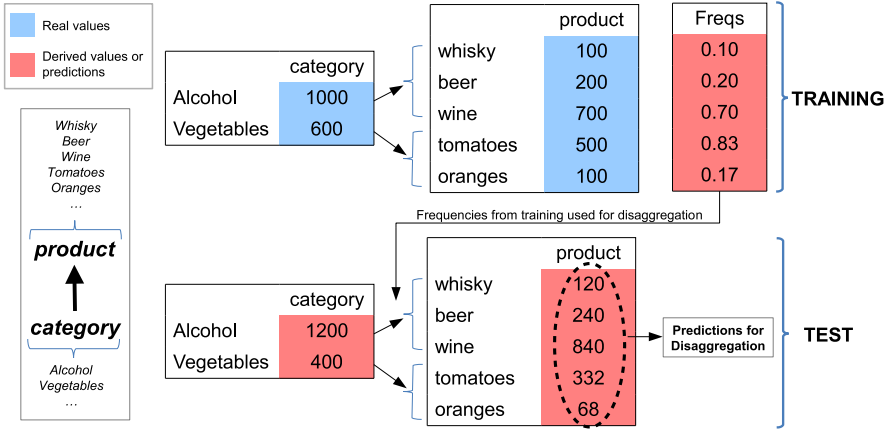 Real values
Derived values or
predictions
Whisky
Beer
Wine
Tomatoes
Oranges
…
product
category
Alcohol
Vegetables
…
category
Alcohol 1000
Vegetables 600
product
whisky 100
beer 200
wine 700
tomatoes 500
oranges 100
Freqs
0.10
0.20
0.70
0.83
0.17
TRAINING
Frequencies from training used for disaggregation
category
Alcohol 1200
Vegetables 400
product
whisky 120
beer 240
wine 840
tomatoes 332
oranges 68
Predictions for
Disaggregation
TEST